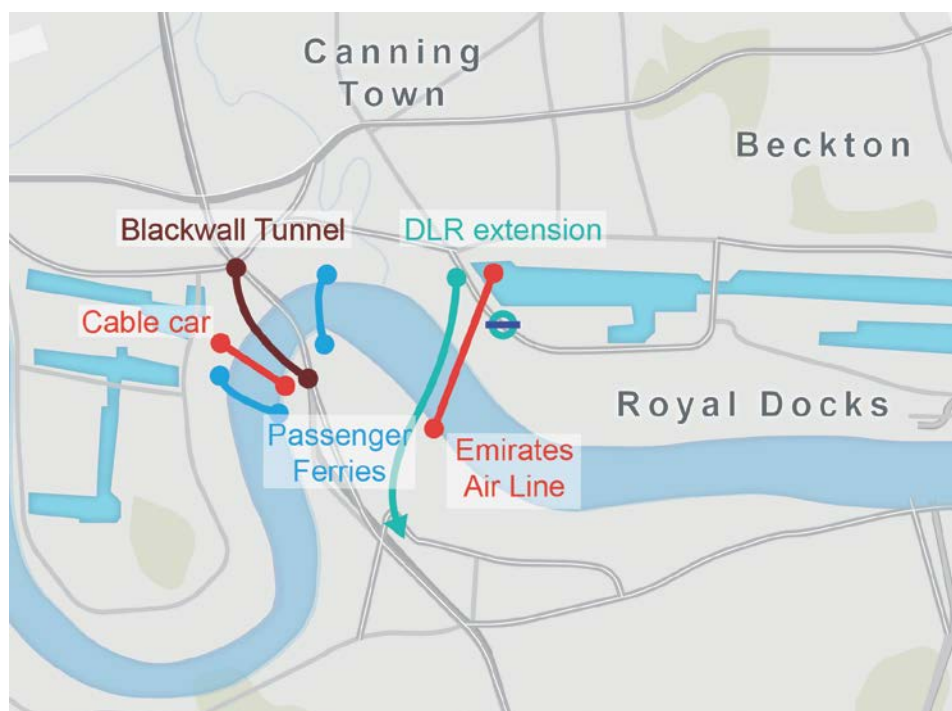 Canning
Town
Beckton
Blackwall Tunnel
DLR extension
Cable car
Royal Docks
Passenger
Ferries
Emirates
Air Line